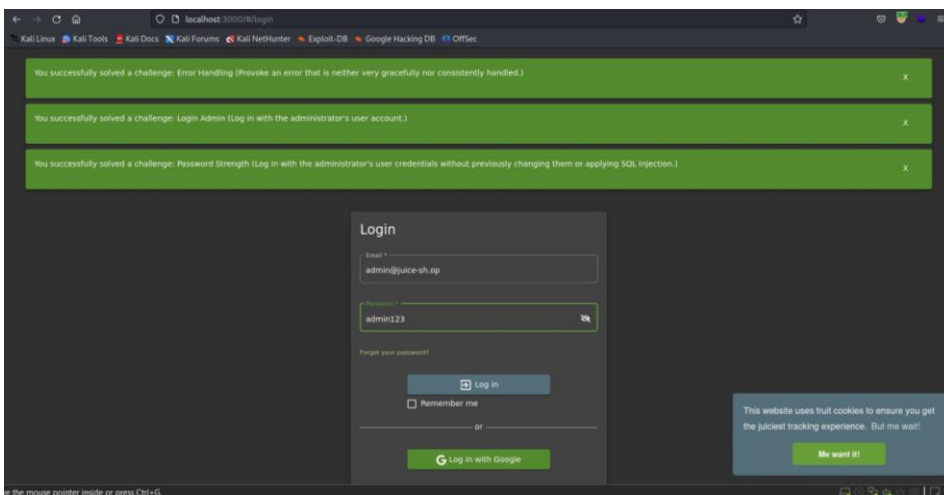 localhost:3000/#/login
Kali Linux Kali Tools Kali Docs Kali Forums Kali NetHunter Exploit-DB Google Hacking DB OffSec
You successfully solved a challenge: Error Handling (Provoke an error that is neither very gracefully nor consistently handled.)
X
You successfully solved a challenge: Login Admin (Log in with the administrator's user account.)
X
You successfully solved a challenge: Password Strength (Log in with the administrator's user credentials without previously changing them or applying SQL Injection.)
X
Login
Email *
admin@juice-sh.op
Password *
admin123
Forgot your password?
Log in
Remember me
or
G Log in with Google
This website uses fruit cookies to ensure you get
the juiciest tracking experience. But me wait!
Me want it!
the mouse pointer inside or press Ctrl+G.